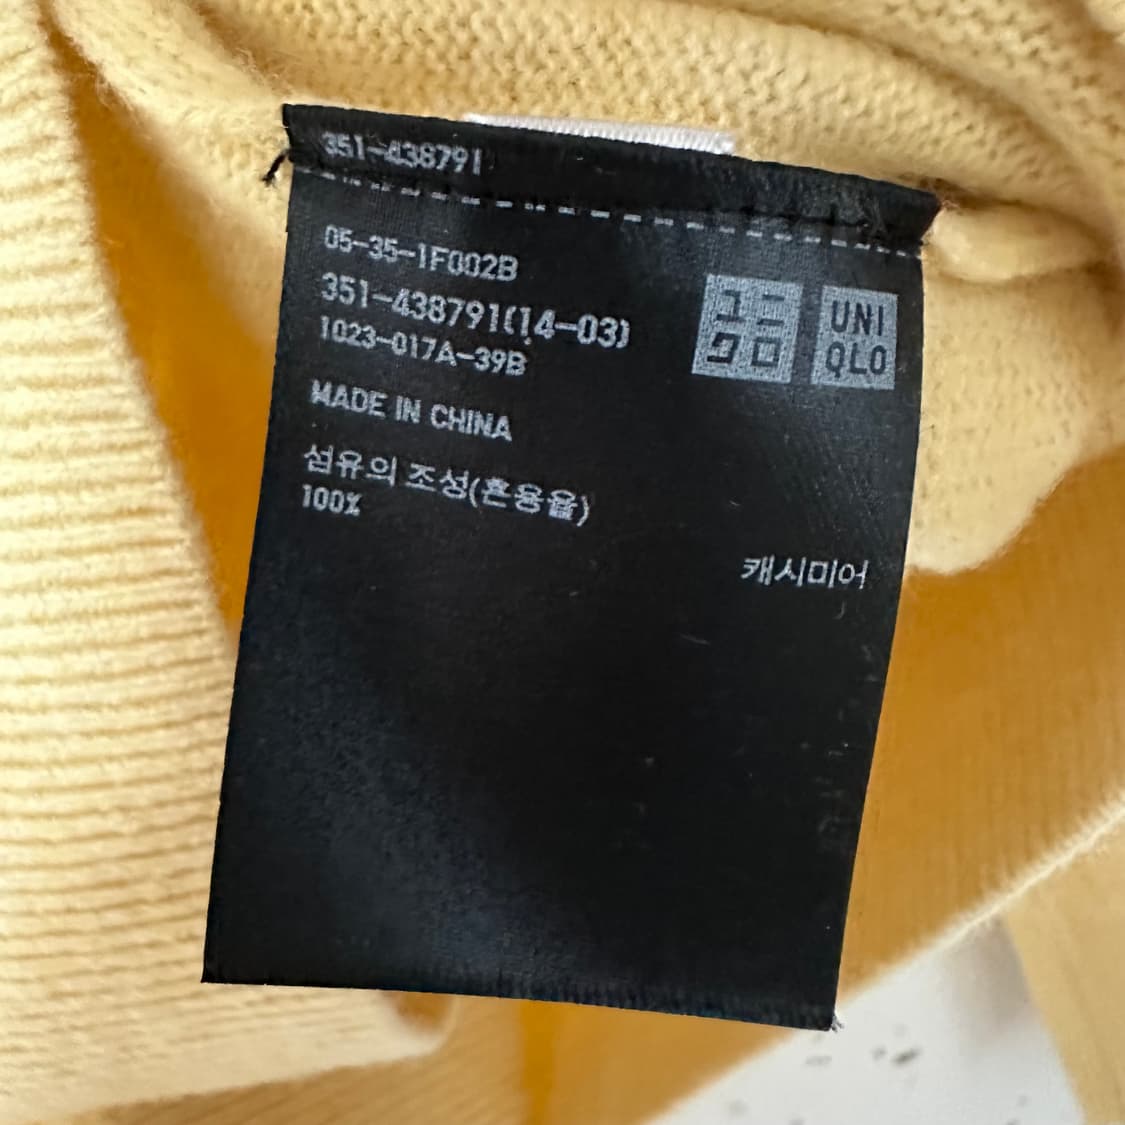 351-438791
05-35-1F002B
351-438791(14-03)
1023-017A-39B
ユニ
クロ
UNI
QLO
MADE IN CHINA
섬유의 조성(혼용율)
100%
캐시미어